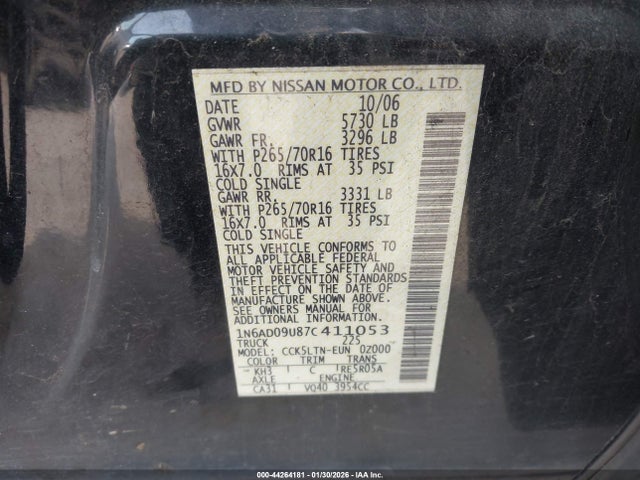 MFD BY NISSAN MOTOR CO., LTD.
DATE 10/06
GVWR 5730 LB
GAWR FR. 3296 LB
WITH P265/70R16 TIRES
16X7.0 RIMS AT 35 PSI
COLD SINGLE
GAWR RR. 3331 LB
WITH P265/70R16 TIRES
16X7.0 RIMS AT 35 PSI
COLD SINGLE
THIS VEHICLE CONFORMS TO
ALL APPLICABLE FEDERAL
MOTOR VEHICLE SAFETY AND
THEFT PREVENTION STANDARDS
IN EFFECT ON THE DATE OF
MANUFACTURE SHOWN ABOVE.
SEE OWNERS MANUAL FOR
ADDITIONAL INFORMATION.
1N6AD09U87C411053
TRUCK 225
MODEL: CCK5LTN-EUN 0Z000
COLOR TRIM TRANS
KH3 C RE5R05A
AXLE ENGINE
CA31 VQ40 3954CC
000-44264181 | 01/30/2026 - IAA Inc.